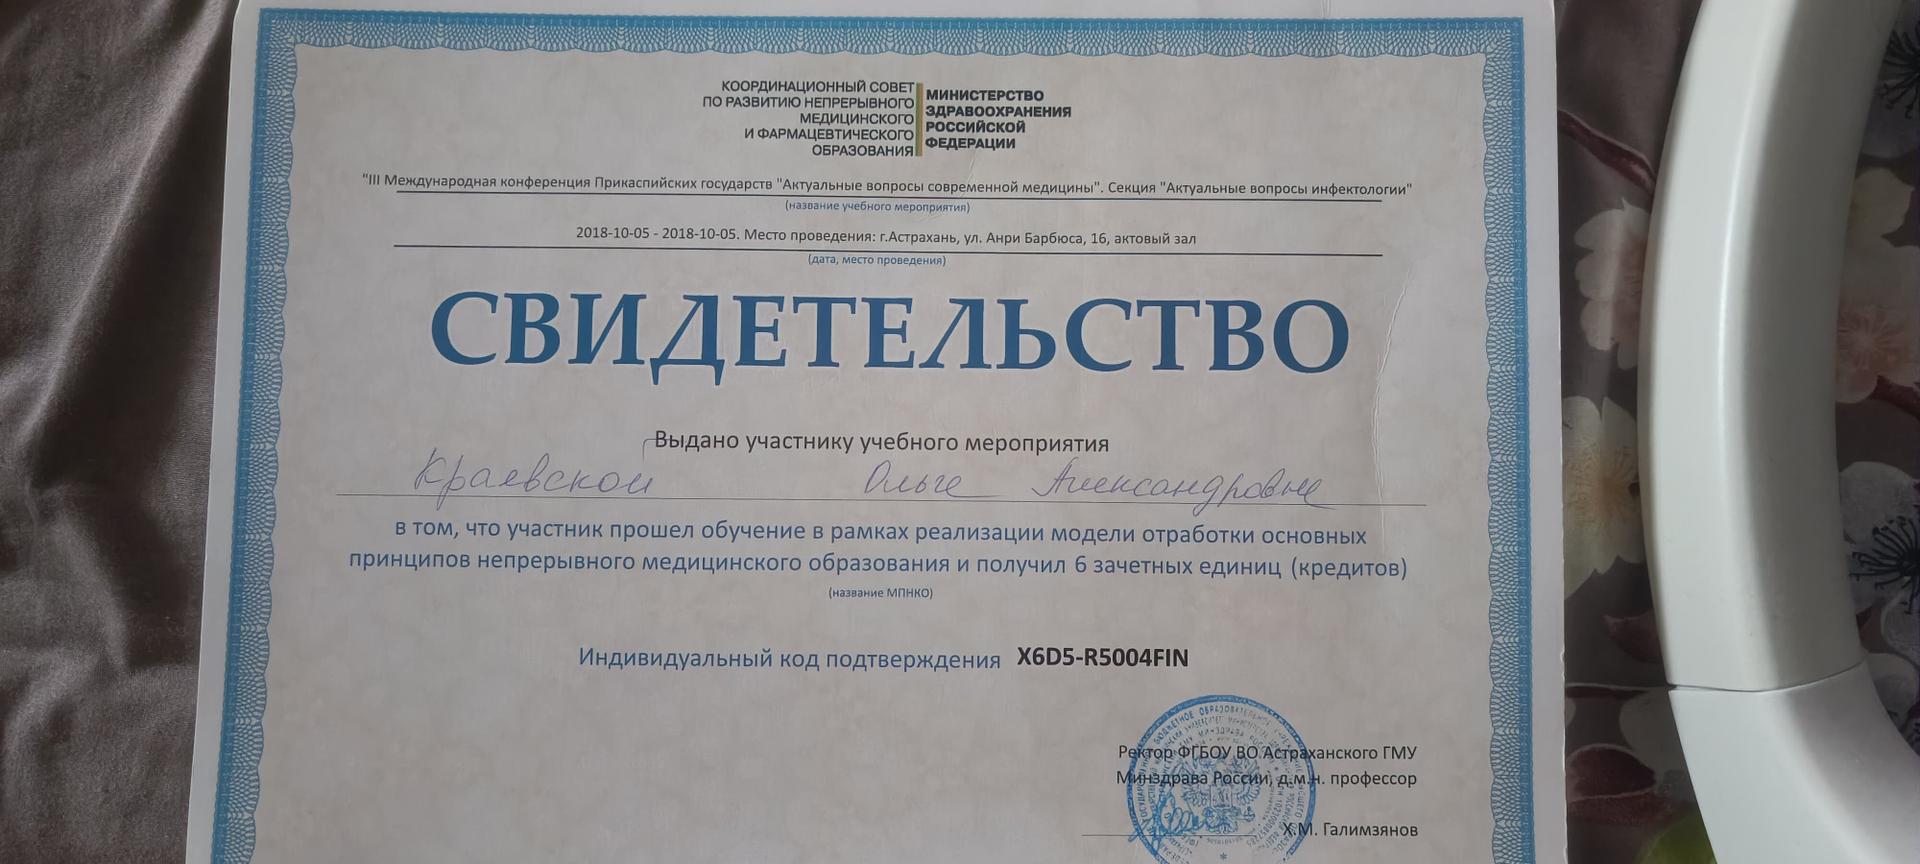 КООРДИНАЦИОННЫЙ СОВЕТ
ПО РАЗВИТИЮ НЕПРЕРЫВНОГО
МЕДИЦИНСКОГО
И ФАРМАЦЕВТИЧЕСКОГО
ОБРАЗОВАНИЯ
МИНИСТЕРСТВО
ЗДРАВООХРАНЕНИЯ
РОССИЙСКОЙ
ФЕДЕРАЦИИ
"III Международная конференция Прикаспийских государств "Актуальные вопросы современной медицины". Секция "Актуальные вопросы инфектологии"
(название учебного мероприятия)
2018-10-05 - 2018-10-05. Место проведения: г.Астрахань, ул. Анри Барбюса, 16, актовый зал
(дата, место проведения)
СВИДЕТЕЛЬСТВО
Выдано участнику учебного мероприятия
Краевской Ольге Александровне
в том, что участник прошел обучение в рамках реализации модели отработки основных
принципов непрерывного медицинского образования и получил 6 зачетных единиц (кредитов)
(название МПНКО)
Индивидуальный код подтверждения X6D5-R5004FIN
Ректор ФГБОУ ВО Астраханского ГМУ
Минздрава России, д.м.н. профессор
Х.М. Галимзянов